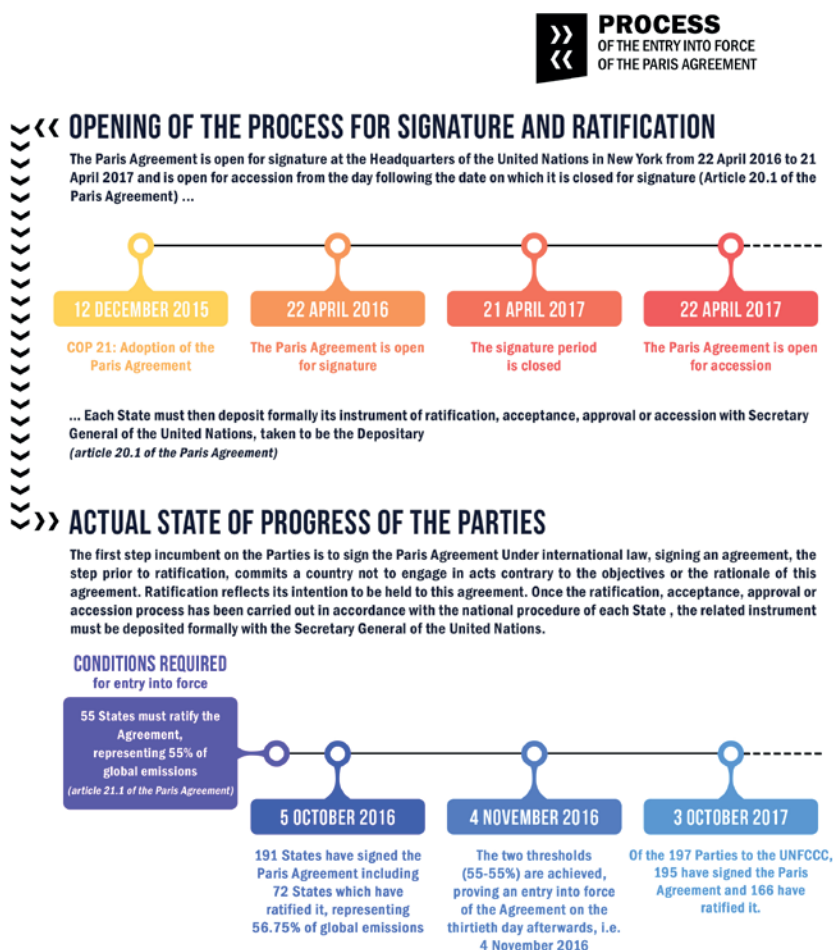 PROCESS
OF THE ENTRY INTO FORCE
OF THE PARIS AGREEMENT
OPENING OF THE PROCESS FOR SIGNATURE AND RATIFICATION
The Paris Agreement is open for signature at the Headquarters of the United Nations in New York from 22 April 2016 to 21
April 2017 and is open for accession from the day following the date on which it is closed for signature (Article 20.1 of the
Paris Agreement) ...
12 DECEMBER 2015
COP 21: Adoption of the
Paris Agreement
22 APRIL 2016
The Paris Agreement is open
for signature
21 APRIL 2017
The signature period
is closed
22 APRIL 2017
The Paris Agreement is open
for accession
... Each State must then deposit formally its instrument of ratification, acceptance, approval or accession with Secretary
General of the United Nations, taken to be the Depositary
(article 20.1 of the Paris Agreement)
ACTUAL STATE OF PROGRESS OF THE PARTIES
The first step incumbent on the Parties is to sign the Paris Agreement Under international law, signing an agreement, the
step prior to ratification, commits a country not to engage in acts contrary to the objectives or the rationale of this
agreement. Ratification reflects its intention to be held to this agreement. Once the ratification, acceptance, approval or
accession process has been carried out in accordance with the national procedure of each State , the related instrument
must be deposited formally with the Secretary General of the United Nations.
CONDITIONS REQUIRED
for entry into force
55 States must ratify the
Agreement,
representing 55% of
global emissions
(article 21.1 of the Paris Agreement)
5 OCTOBER 2016
191 States have signed the
Paris Agreement including
72 States which have
ratified it, representing
56.75% of global emissions
4 NOVEMBER 2016
The two thresholds
(55-55%) are achieved,
proving an entry into force
of the Agreement on the
thirtieth day afterwards, i.e.
4 November 2016
3 OCTOBER 2017
Of the 197 Parties to the UNFCCC,
195 have signed the Paris
Agreement and 166 have
ratified it.